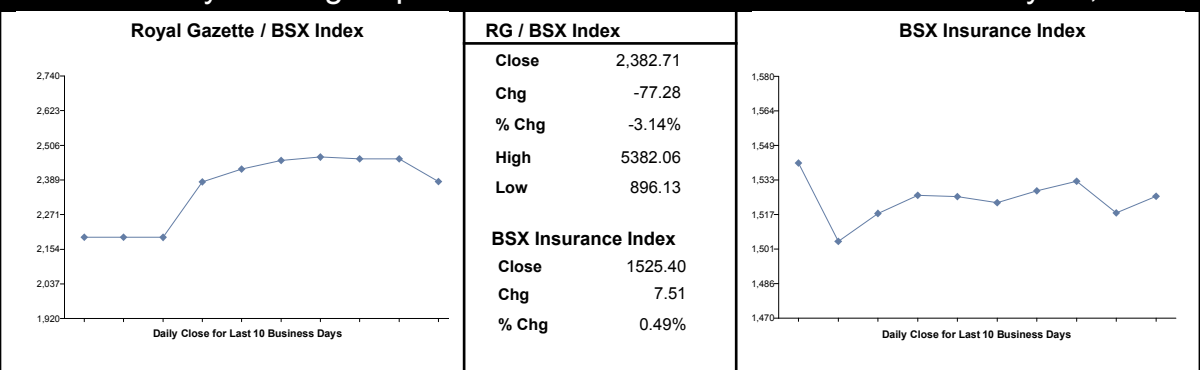 Royal Gazette / BSX Index
2,740
2,623
2,506
2,389
2,271
2,154
2,037
1,920
Daily Close for Last 10 Business Days
RG / BSX Index
Close 2,382.71
Chg -77.28
% Chg -3.14%
High 5382.06
Low 896.13
BSX Insurance Index
Close 1525.40
Chg 7.51
% Chg 0.49%
BSX Insurance Index
1,580
1,564
1,549
1,533
1,517
1,501
1,486
1,470
Daily Close for Last 10 Business Days